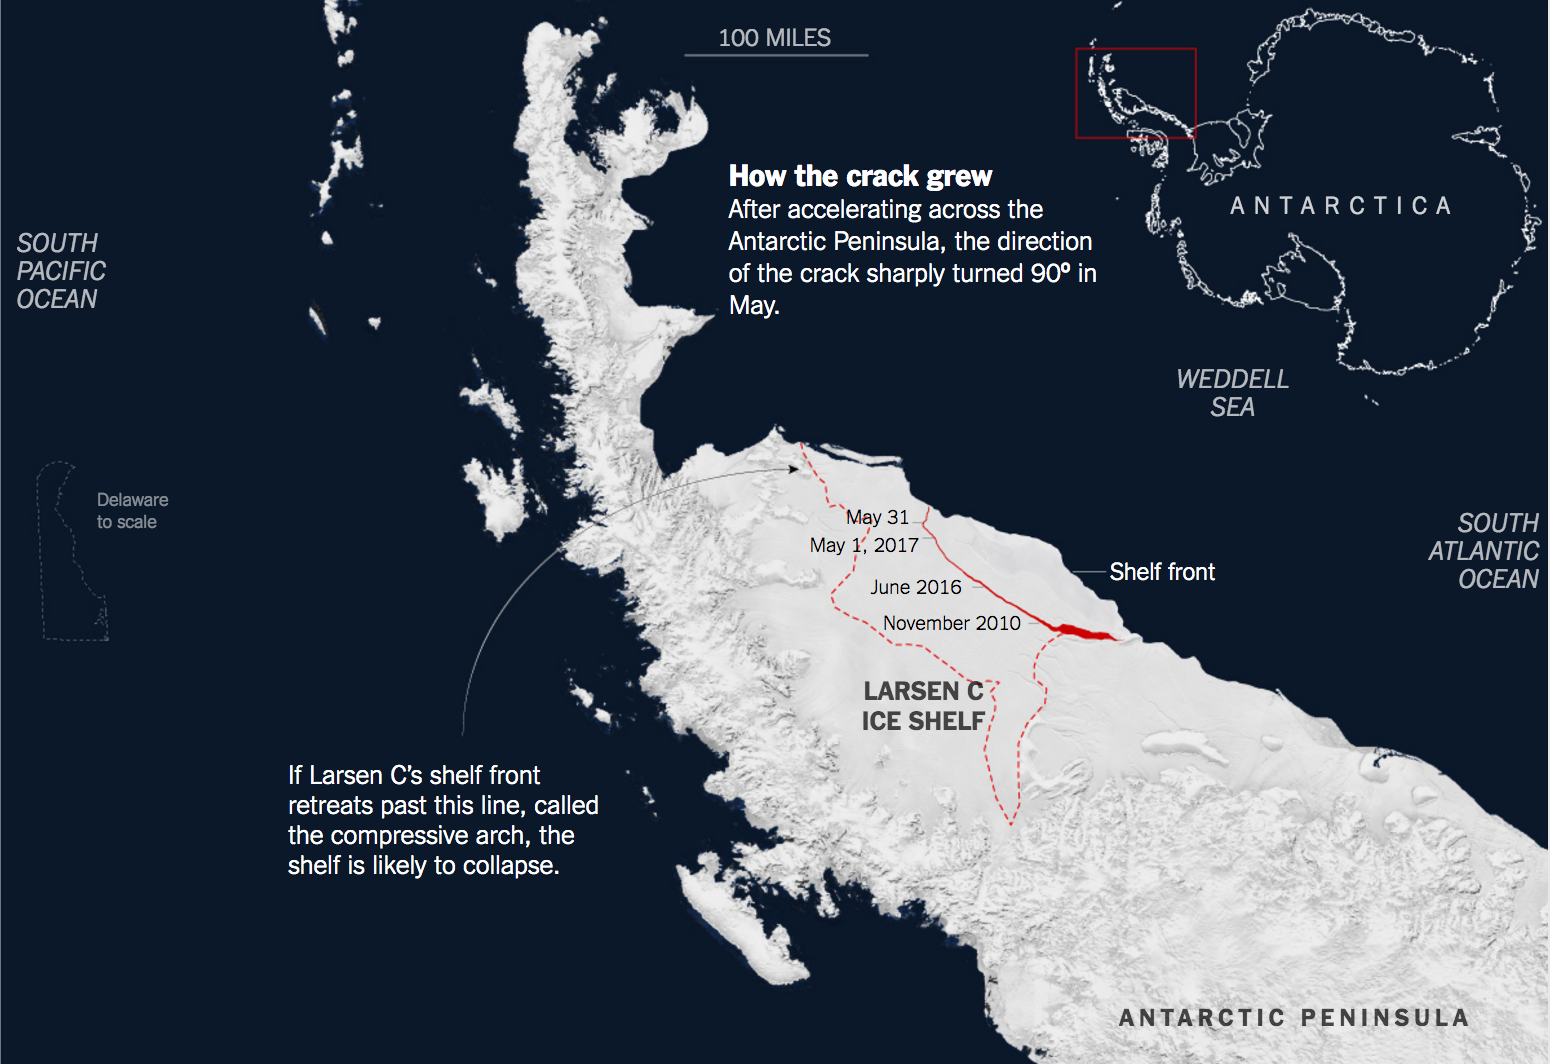 100 MILES
How the crack grew
After accelerating across the
Antarctic Peninsula, the direction
of the crack sharply turned 90º in
May.
ANTARCTICA
SOUTH
PACIFIC
OCEAN
WEDDELL
SEA
Delaware
to scale
SOUTH
ATLANTIC
OCEAN
May 31
May 1, 2017
June 2016
November 2010
Shelf front
LARSEN C
ICE SHELF
If Larsen C’s shelf front
retreats past this line, called
the compressive arch, the
shelf is likely to collapse.
ANTARCTIC PENINSULA